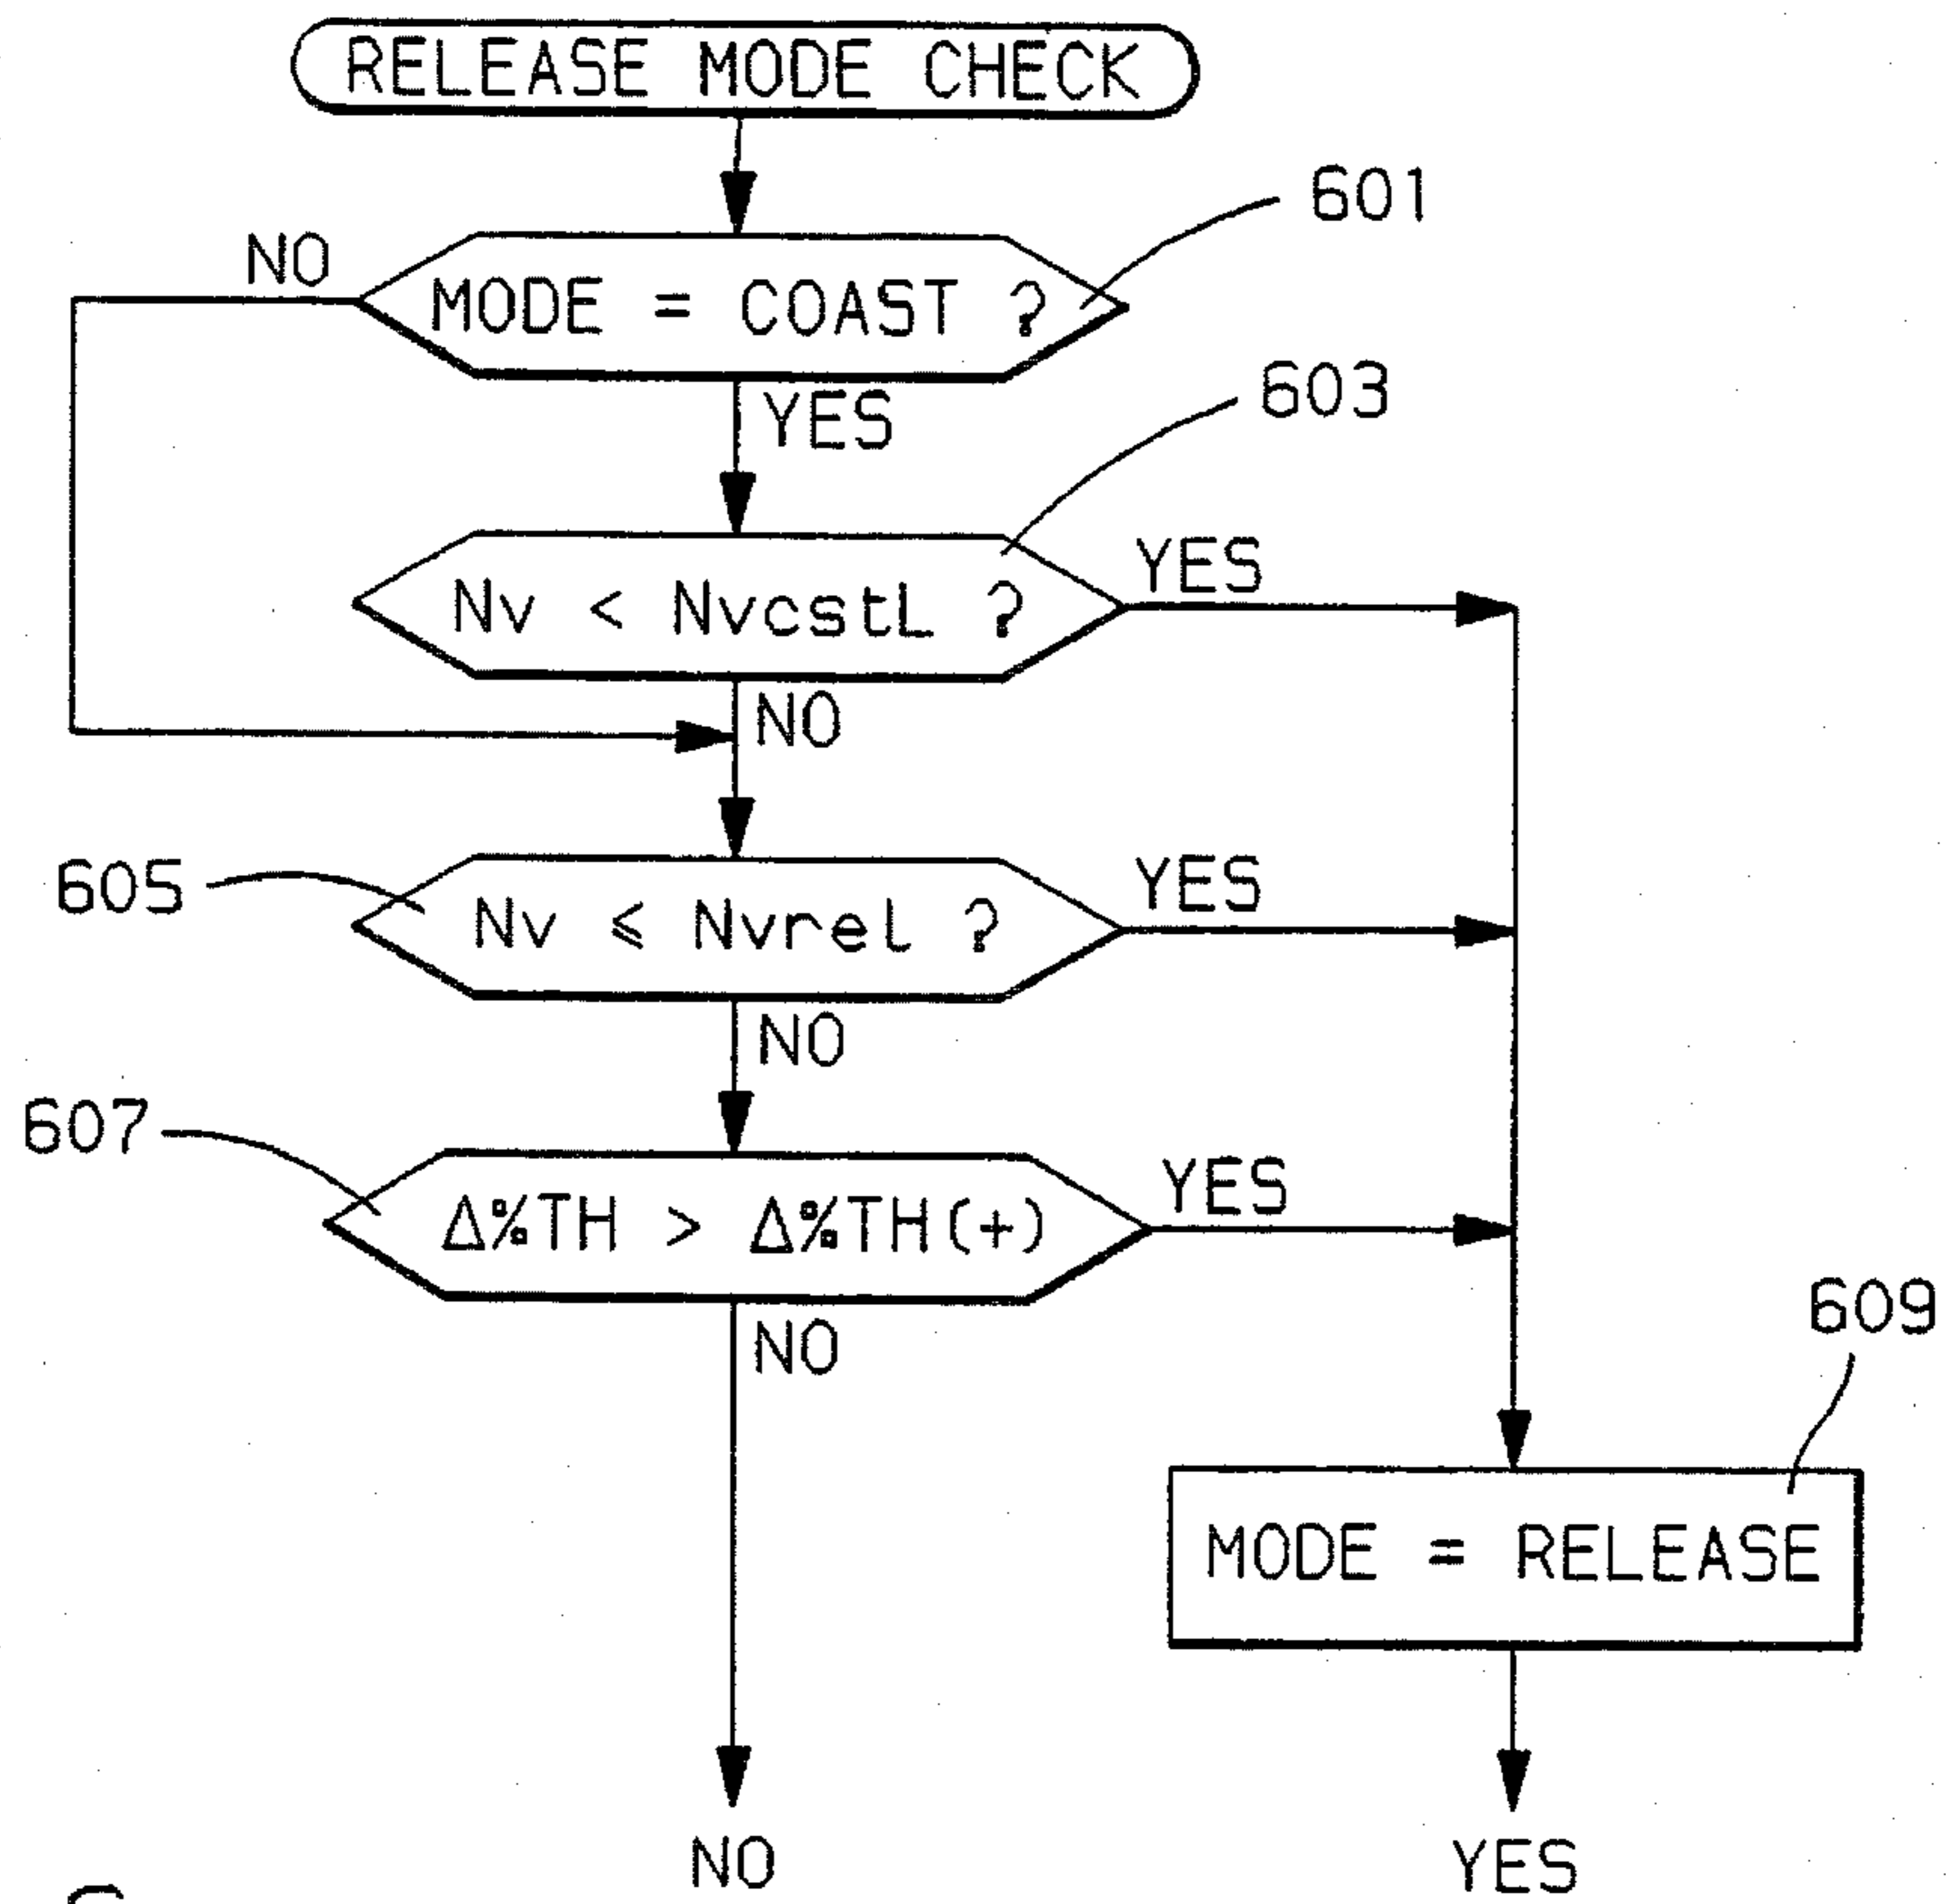 RELEASE MODE CHECK
601
NO
MODE = COAST ?
YES
603
Nv < NvcstL ?
YES
NO
605
Nv ≤ Nvrel ?
YES
NO
607
Δ%TH > Δ%TH(+)
YES
NO
609
MODE = RELEASE
NO
YES